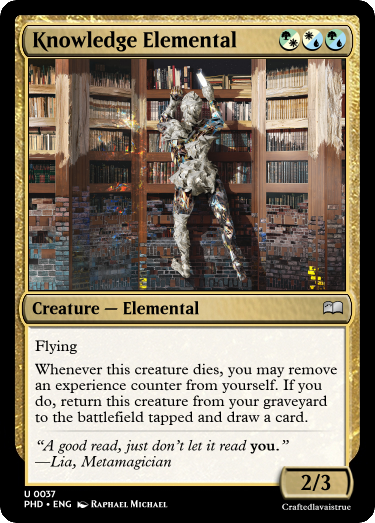 Knowledge Elemental
Creature — Elemental
Flying
Whenever this creature dies, you may remove
an experience counter from yourself. If you
do, return this creature from your graveyard
to the battlefield tapped and draw a card.
“A good read, just don’t let it read you.”
—Lia, Metamagician
2/3
U 0037
PHD • ENG Raphael Michael
Craftedlavaistrue